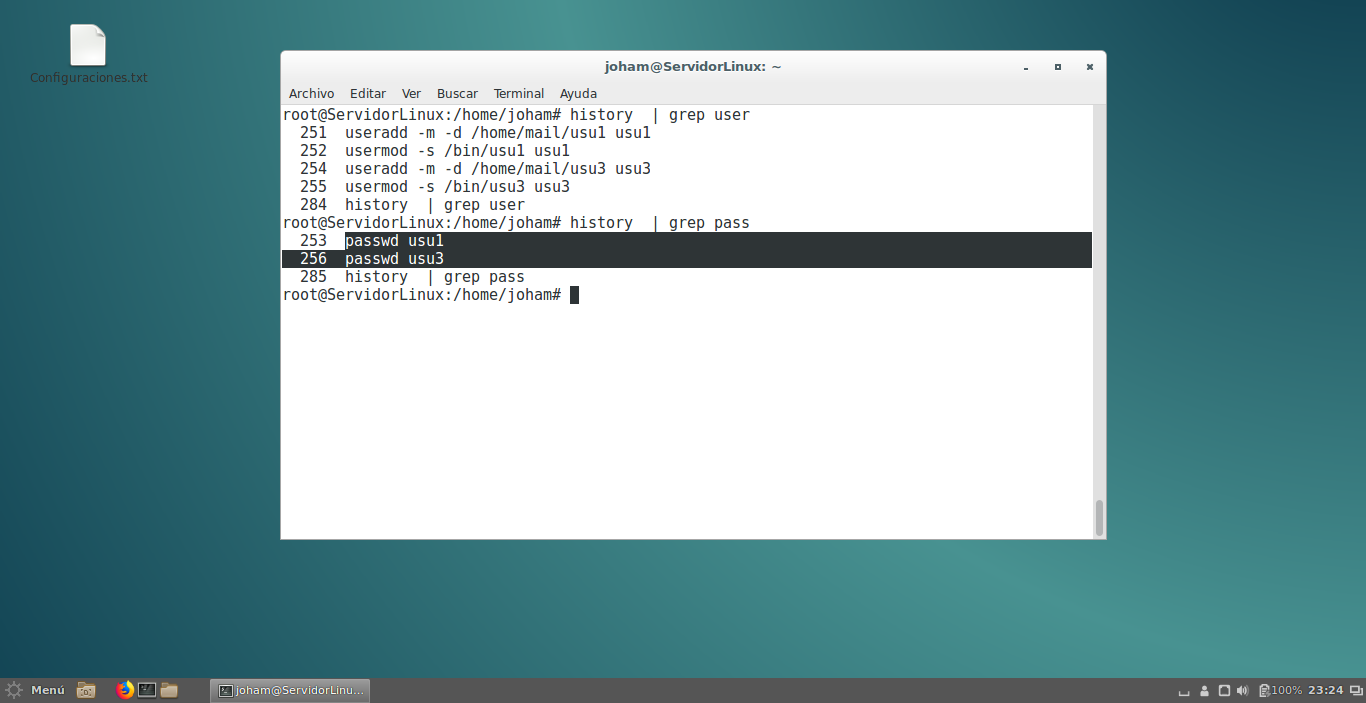 Configuraciones.txt
joham@ServidorLinux: ~
Archivo Editar Ver Buscar Terminal Ayuda
root@ServidorLinux:/home/joham# history  | grep user
  251  useradd -m -d /home/mail/usu1 usu1
  252  usermod -s /bin/usu1 usu1
  254  useradd -m -d /home/mail/usu3 usu3
  255  usermod -s /bin/usu3 usu3
  284  history  | grep user
root@ServidorLinux:/home/joham# history  | grep pass
  253  passwd usu1
  256  passwd usu3
  285  history  | grep pass
root@ServidorLinux:/home/joham#
Menú joham@ServidorLinu... 100% 23:24